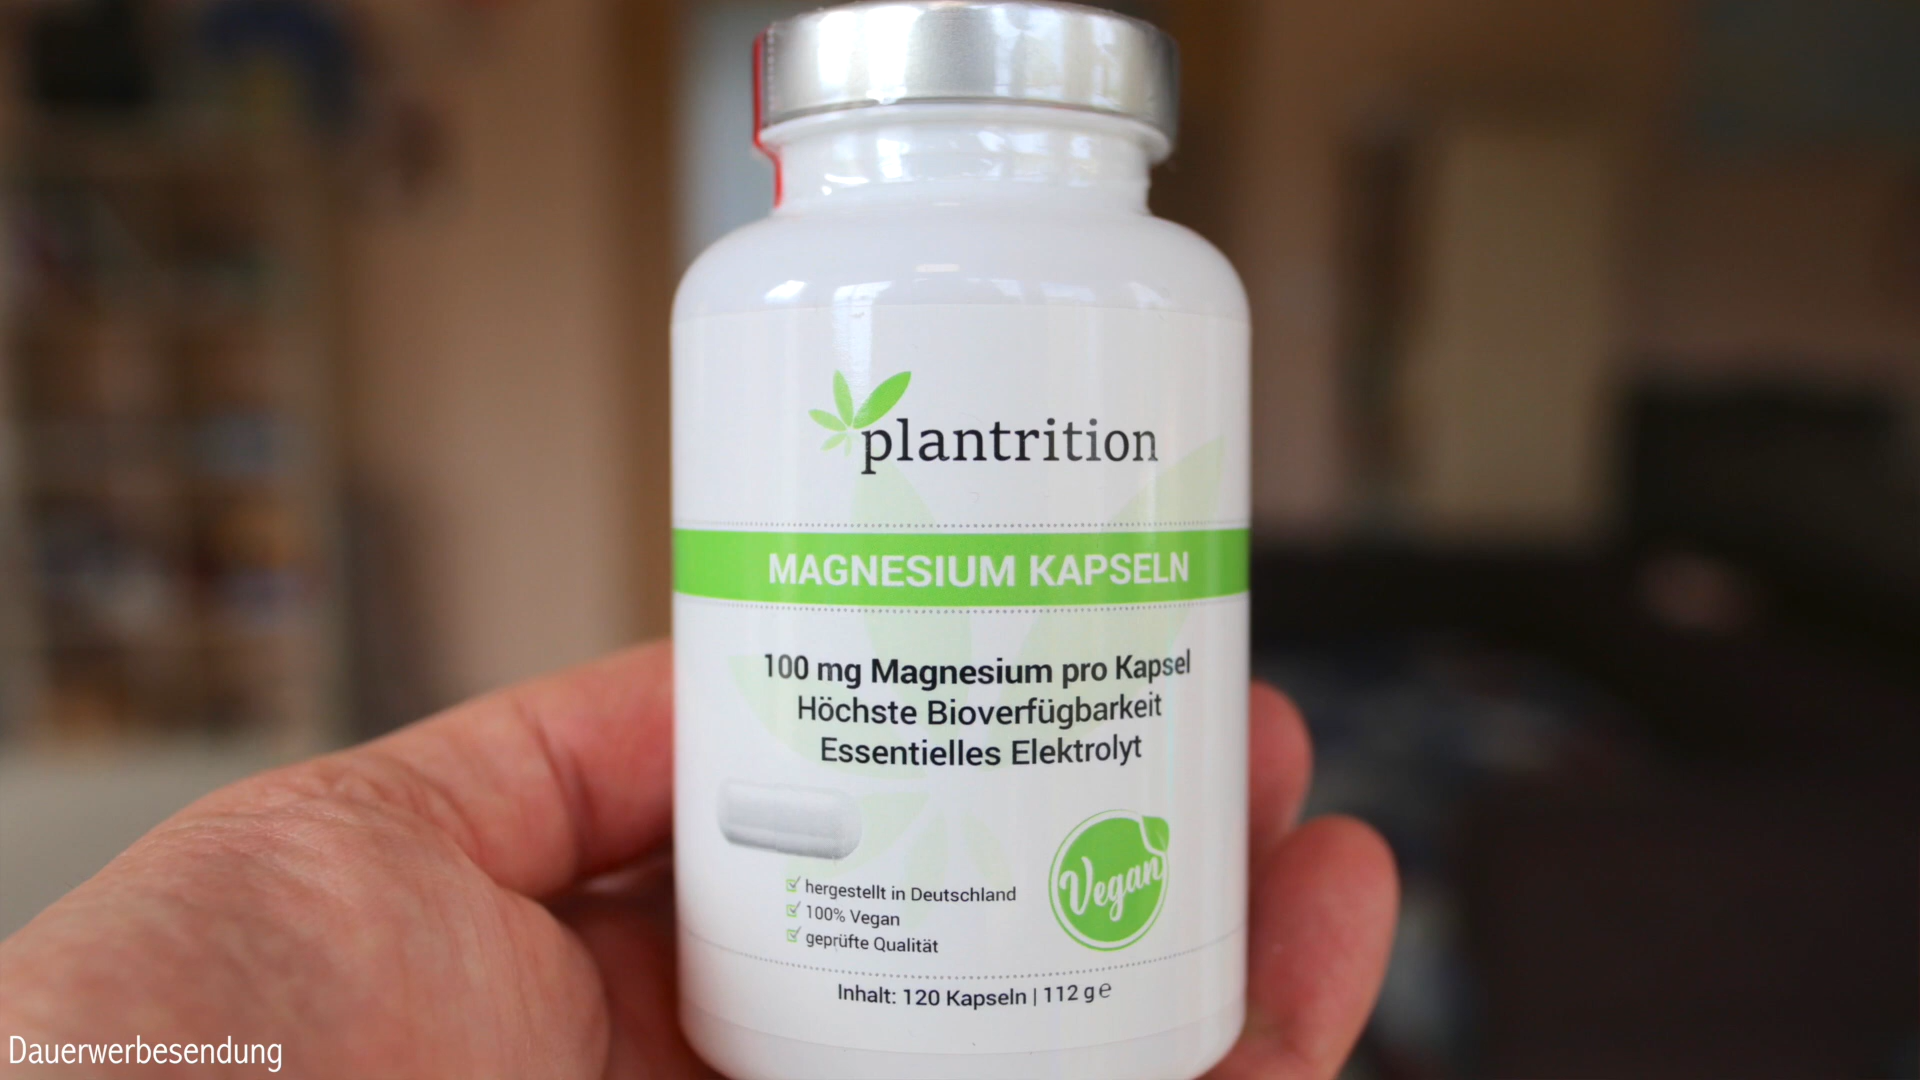 plantrition
MAGNESIUM KAPSELN
100 mg Magnesium pro Kapsel
Höchste Bioverfügbarkeit
Essentielles Elektrolyt
hergestellt in Deutschland
100% Vegan
geprüfte Qualität
Vegan
Inhalt: 120 Kapseln | 112 g ℮
Dauerwerbesendung